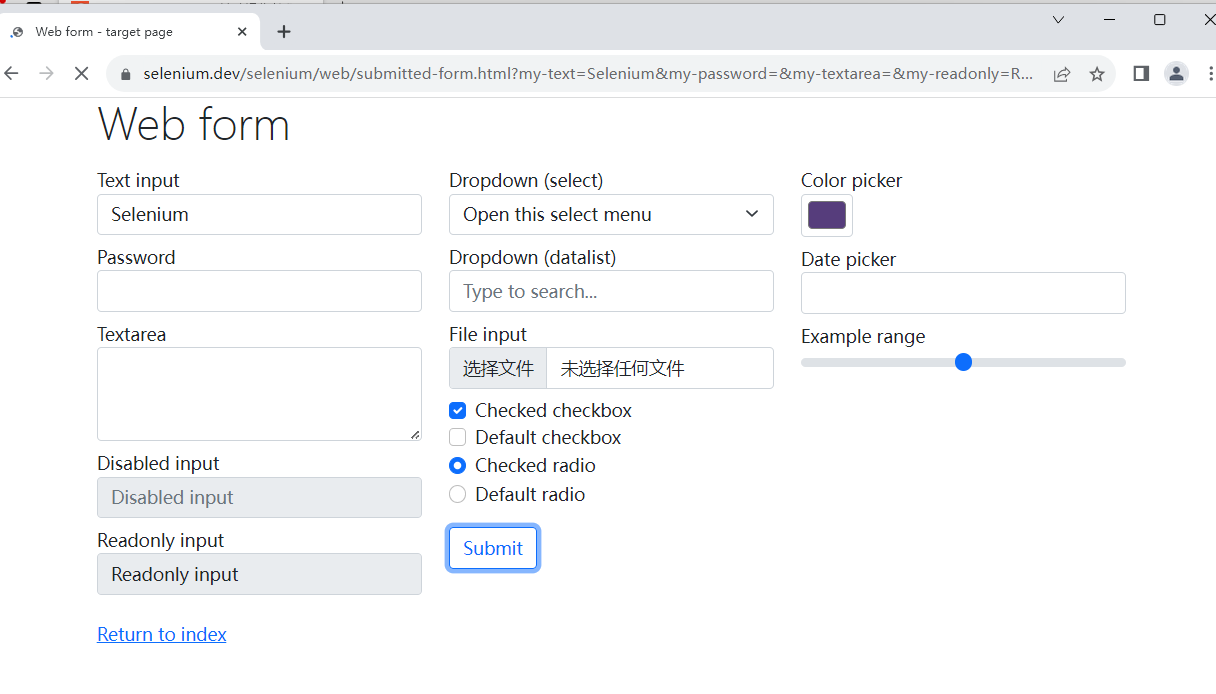 Web form - target page
selenium.dev/selenium/web/submitted-form.html?my-text=Selenium&my-password=&my-textarea=&my-readonly=R...
Web form
Text input
Selenium
Password
Textarea
Disabled input
Disabled input
Readonly input
Readonly input
Return to index
Dropdown (select)
Open this select menu
Dropdown (datalist)
Type to search...
File input
选择文件 未选择任何文件
Checked checkbox
Default checkbox
Checked radio
Default radio
Submit
Color picker
Date picker
Example range